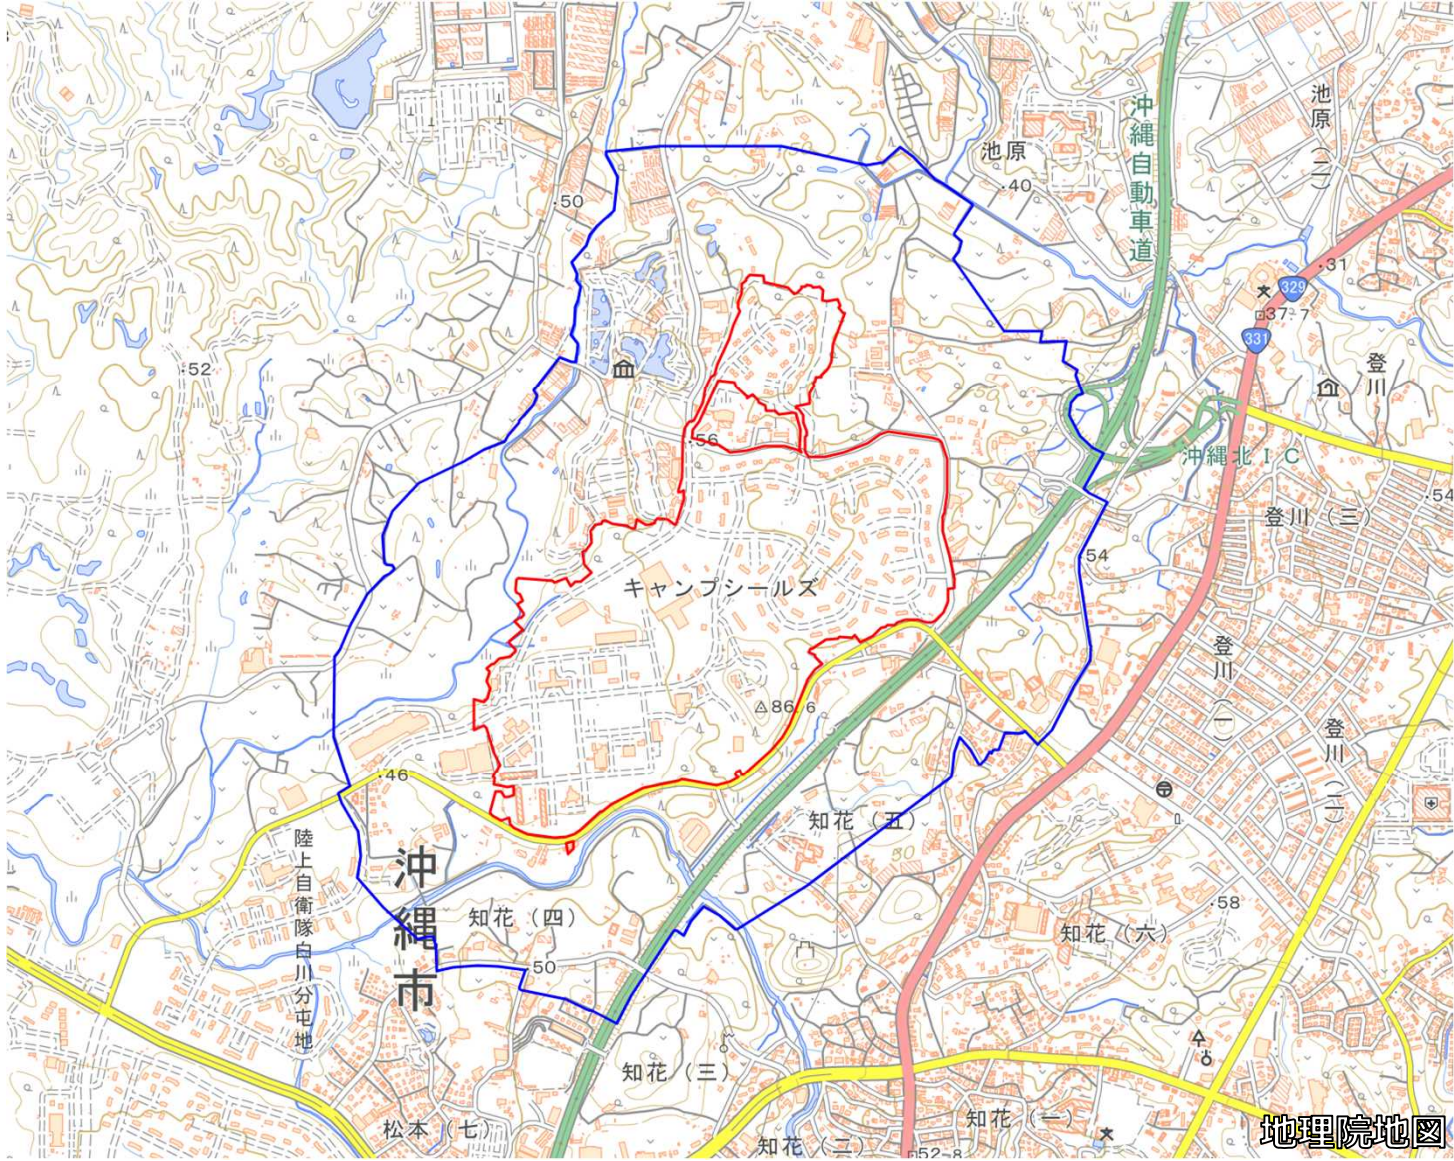 沖縄自動車道
池原（二）
池原
.40
.50
.31
329
37-7
331
登川
.52
.56
沖縄北ＩＣ
.54
登川（三）
54
キャンプシールズ
登川（一）
86.6
登川（二）
.46
知花（五）
陸上自衛隊白川分屯地
沖縄市
50
.58
知花（四）
知花（六）
50
知花（三）
松本（七）
知花（一）
知花（二）
52.8
地理院地図